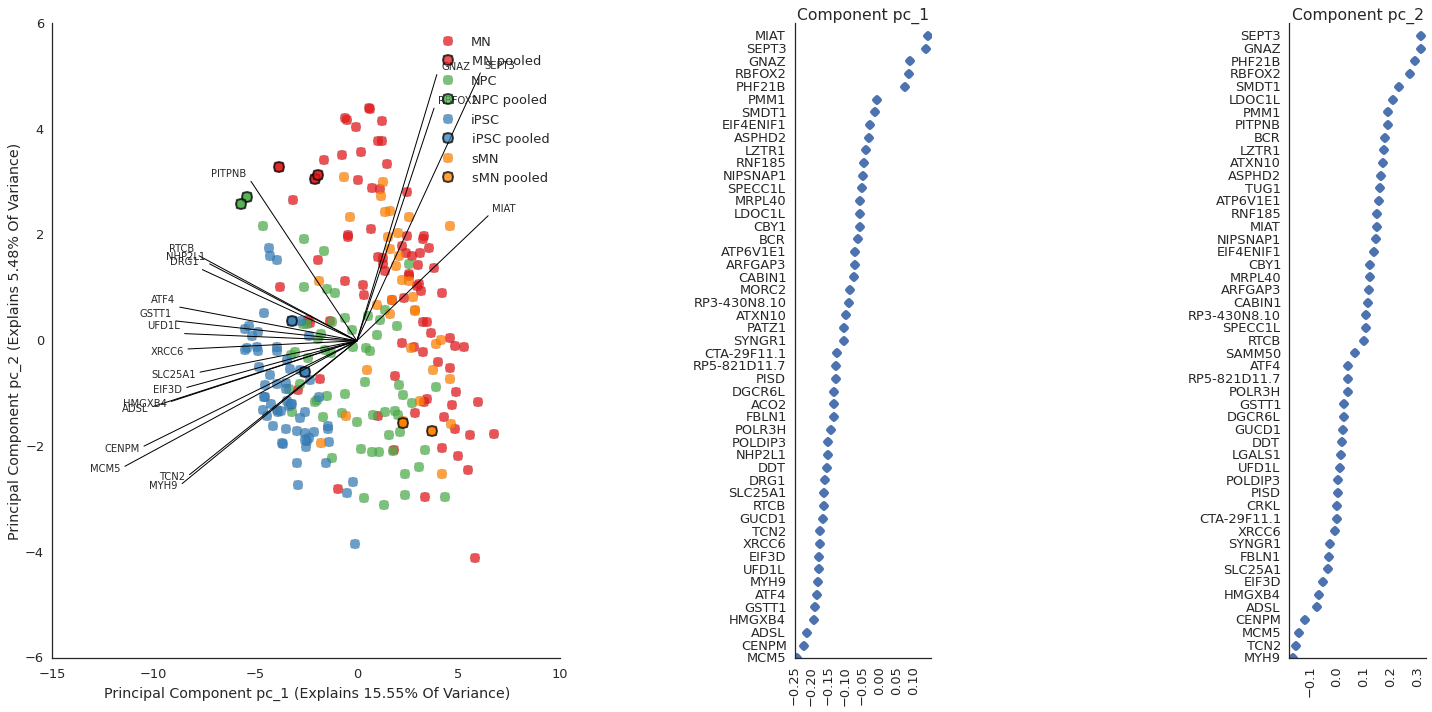 Component pc_1
Component pc_2
6
4
2
0
−2
−4
−6
Principal Component pc_2 (Explains 5.48% Of Variance)
MN
MN pooled
NPC
NPC pooled
iPSC
iPSC pooled
sMN
sMN pooled
GNAZ
SEPT3
RBFOX2
PITPNB
MIAT
RTCB
NHP2L1
DRG1
ATF4
GSTT1
UFD1L
XRCC6
SLC25A1
EIF3D
HMGXB4
ADSL
CENPM
MCM5
TCN2
MYH9
−15
−10
−5
0
5
10
Principal Component pc_1 (Explains 15.55% Of Variance)
MIAT
SEPT3
GNAZ
RBFOX2
PHF21B
PMM1
SMDT1
EIF4ENIF1
ASPHD2
LZTR1
RNF185
NIPSNAP1
SPECC1L
MRPL40
LDOC1L
CBY1
BCR
ATP6V1E1
ARFGAP3
CABIN1
MORC2
RP3-430N8.10
ATXN10
PATZ1
SYNGR1
CTA-29F11.1
RP5-821D11.7
PISD
DGCR6L
ACO2
FBLN1
POLR3H
POLDIP3
NHP2L1
DDT
DRG1
SLC25A1
RTCB
GUCD1
TCN2
XRCC6
EIF3D
UFD1L
MYH9
ATF4
GSTT1
HMGXB4
ADSL
CENPM
MCM5
−0.25
−0.20
−0.15
−0.10
−0.05
0.00
0.05
0.10
SEPT3
GNAZ
PHF21B
RBFOX2
SMDT1
LDOC1L
PMM1
PITPNB
BCR
LZTR1
ATXN10
ASPHD2
TUG1
ATP6V1E1
RNF185
MIAT
NIPSNAP1
EIF4ENIF1
CBY1
MRPL40
ARFGAP3
CABIN1
RP3-430N8.10
SPECC1L
RTCB
SAMM50
ATF4
RP5-821D11.7
POLR3H
GSTT1
DGCR6L
GUCD1
DDT
LGALS1
UFD1L
POLDIP3
PISD
CRKL
CTA-29F11.1
XRCC6
SYNGR1
FBLN1
SLC25A1
EIF3D
HMGXB4
ADSL
CENPM
MCM5
TCN2
MYH9
−0.1
0.0
0.1
0.2
0.3